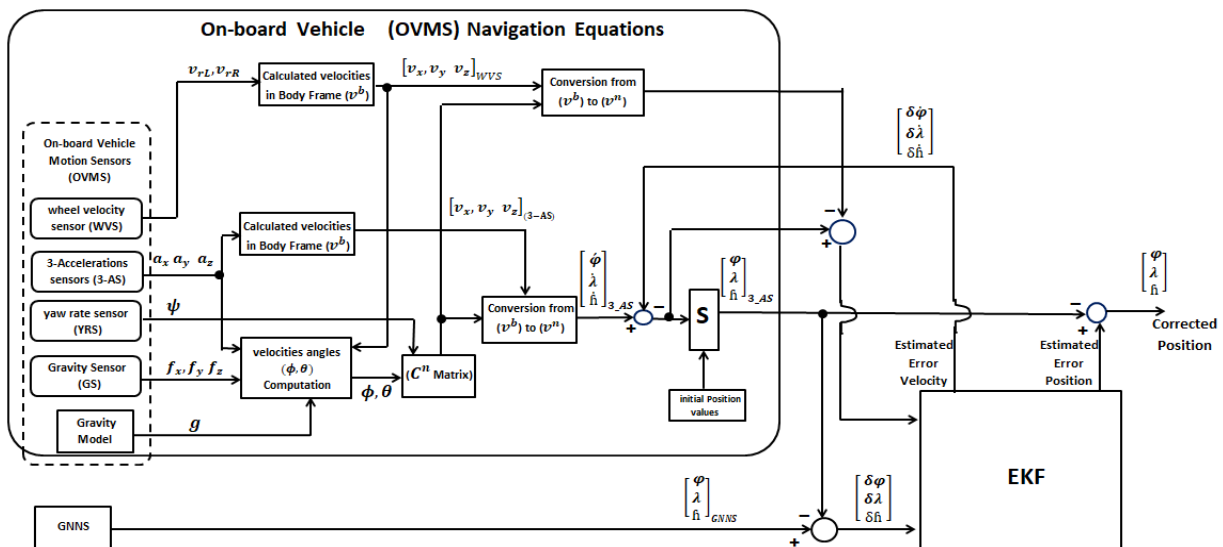 On-board Vehicle (OVMS) Navigation Equations
v_rL, v_rR
Calculated velocities
in Body Frame (v^b)
[v_x, v_y v_z]_WVS
Conversion from
(v^b) to (v^n)
On-board Vehicle
Motion Sensors
(OVMS)
wheel velocity
sensor (WVS)
3-Accelerations
sensors (3-AS)
yaw rate sensor
(YRS)
Gravity Sensor
(GS)
Gravity
Model
a_x a_y a_z
ψ
f_x, f_y f_z
g
Calculated velocities
in Body Frame (v^b)
[v_x, v_y v_z]_(3-AS)
velocities angles
(ϕ, θ)
Computation
ϕ, θ
(C^n Matrix)
Conversion from
(v^b) to (v^n)
[φ̇
λ̇
ḣ]_3_AS
+
−
S
initial Position
values
[φ
λ
h]_3_AS
[δφ̇
δλ̇
δḣ]
−
+
Estimated
Error
Velocity
Estimated
Error
Position
−
+
[φ
λ
h]
Corrected
Position
EKF
GNNS
[φ
λ
h]_GNNS
−
+
[δφ
δλ
δh]